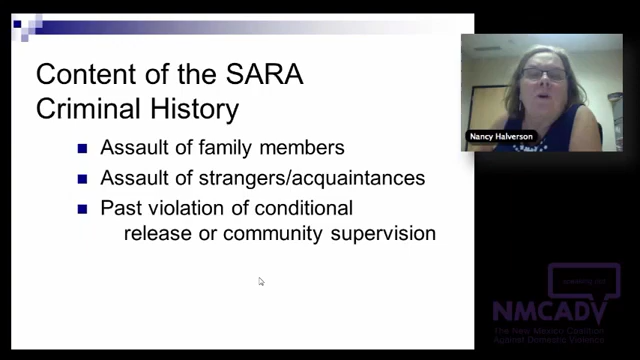 Content of the SARA
Criminal History
Assault of family members
Assault of strangers/acquaintances
Past violation of conditional
release or community supervision
Nancy Halverson
NMCADV
The New Mexico Coalition
Against Domestic Violence